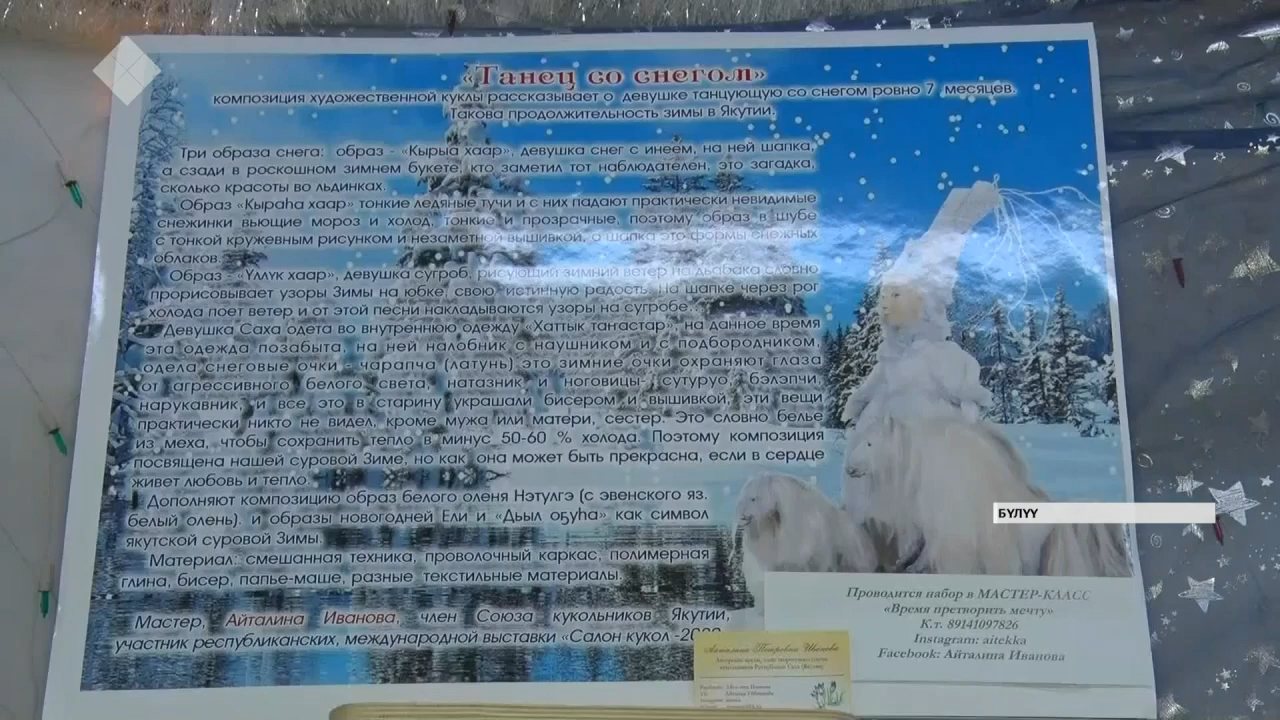 «Танец со снегом»
композиция художественной куклы рассказывает о девушке танцующую со снегом ровно 7 месяцев.
Такова продолжительность зимы в Якутии.
Три образа снега: образ - «Кырыа хаар», девушка снег с инеем, на ней шапка,
а сзади в роскошном зимнем букете, кто заметил тот наблюдателен, это загадка,
сколько красоты во льдинках.
Образ «Кыраһа хаар» тонкие ледяные тучи и с них падают практически невидимые
снежинки вьющие мороз и холод, тонкие и прозрачные, поэтому образ в шубе
с тонкой кружевным рисунком и незаметной вышивкой, а шапка это формы снежных
облаков.
Образ - «Үллүк хаар», девушка сугроб, рисующий зимний ветер на дьабака словно
прорисовывает узоры Зимы на юбке, свою истинную радость. На шапке через рог
холода поет ветер и от этой песни накладываются узоры на сугробе.
Девушка Саха одета во внутреннюю одежду «Хаттык таҥастар», на данное время
эта одежда позабыта, на ней налобник с наушником и с подбородником,
одела снеговые очки - чарапча (латунь) это зимние очки охраняют глаза
от агрессивного белого света, натазник и ноговицы- сутуруо, бэлэпчи,
нарукавник, и все это в старину украшали бисером и вышивкой, эти вещи
практически никто не видел, кроме мужа или матери, сестер. Это словно белье
из меха, чтобы сохранить тепло в минус 50-60 % холода. Поэтому композиция
посвящена нашей суровой Зиме, но как она может быть прекрасна, если в сердце
живет любовь и тепло.
Дополняют композицию образ белого оленя Нэтулгэ (с эвенского яз.
белый олень). и образы новогодней Ели и «Дьыл оҕуһа» как символ
якутской суровой Зимы.
Материал: смешанная техника, проволочный каркас, полимерная
глина, бисер, папье-маше, разные текстильные материалы.
Мастер, Айталина Иванова, член Союза кукольников Якутии,
участник республиканских, международной выставки «Салон кукол
БҮЛҮҮ
Проводится набор в МАСТЕР-КЛАСС
«Время претворить мечту»
К.т. 89141097826
Instagram: aitekka
Facebook: Айталина Иванова
Айталина Петровна Иванова